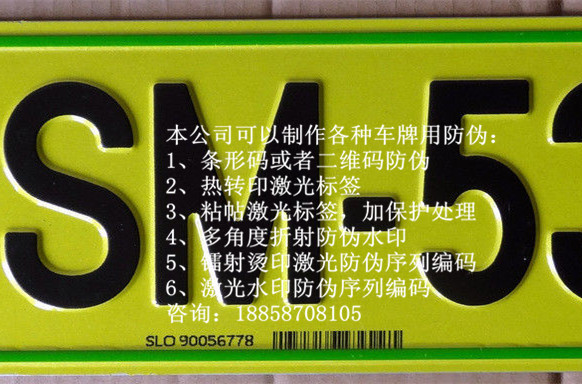 SM-53
本公司可以制作各种车牌用防伪:
1、条形码或者二维码防伪
2、热转印激光标签
3、粘帖激光标签，加保护处理
4、多角度折射防伪水印
5、镭射烫印激光防伪序列编码
6、激光水印防伪序列编码
咨询: 18858708105
SLO 90056778